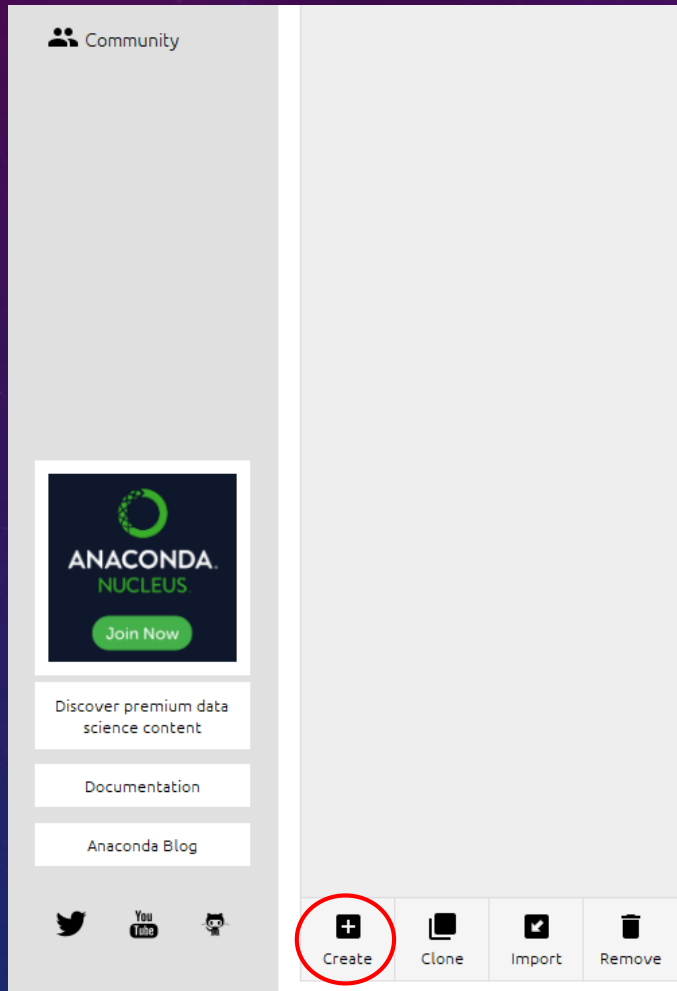 Community
ANACONDA.
NUCLEUS.
Join Now
Discover premium data
science content
Documentation
Anaconda Blog
You
Tube
Create
Clone
Import
Remove